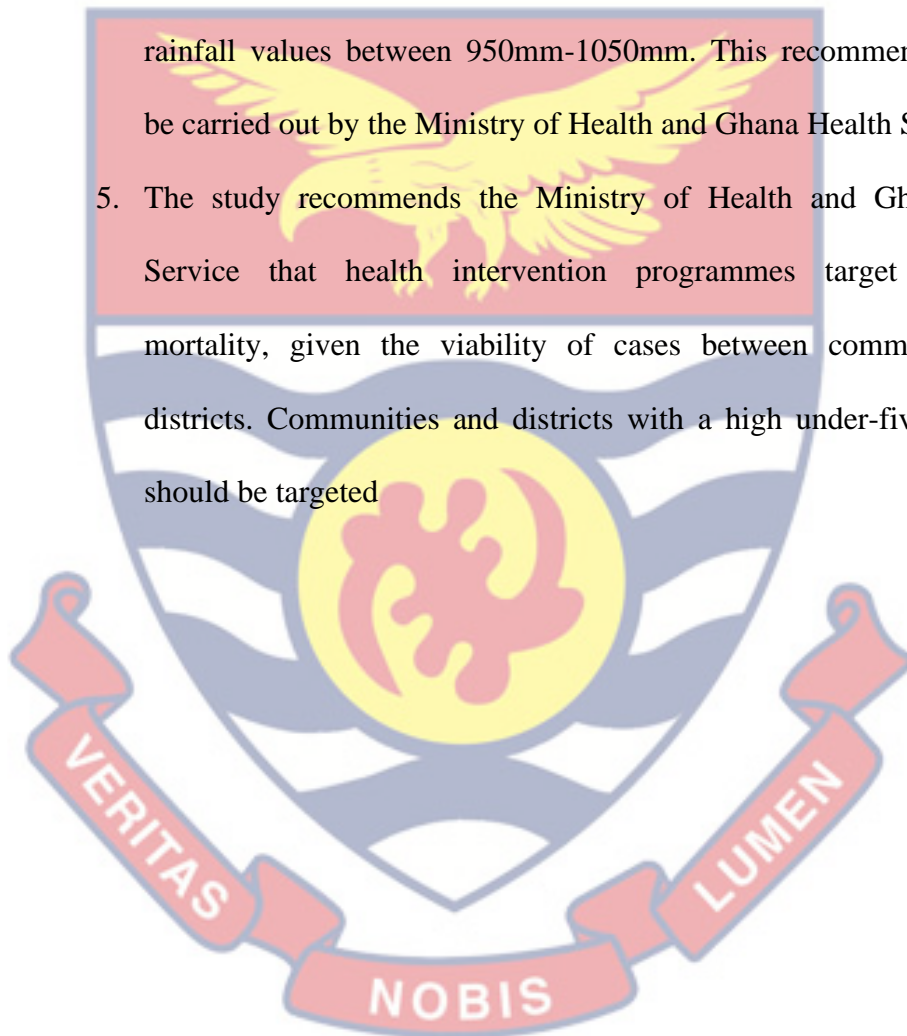 rainfall values between 950mm-1050mm. This recommen
be carried out by the Ministry of Health and Ghana Health S
5. The study recommends the Ministry of Health and Gh
Service that health intervention programmes target
mortality, given the viability of cases between comm
districts. Communities and districts with a high under-fiv
should be targeted
VERITAS
NOBIS
LUMEN